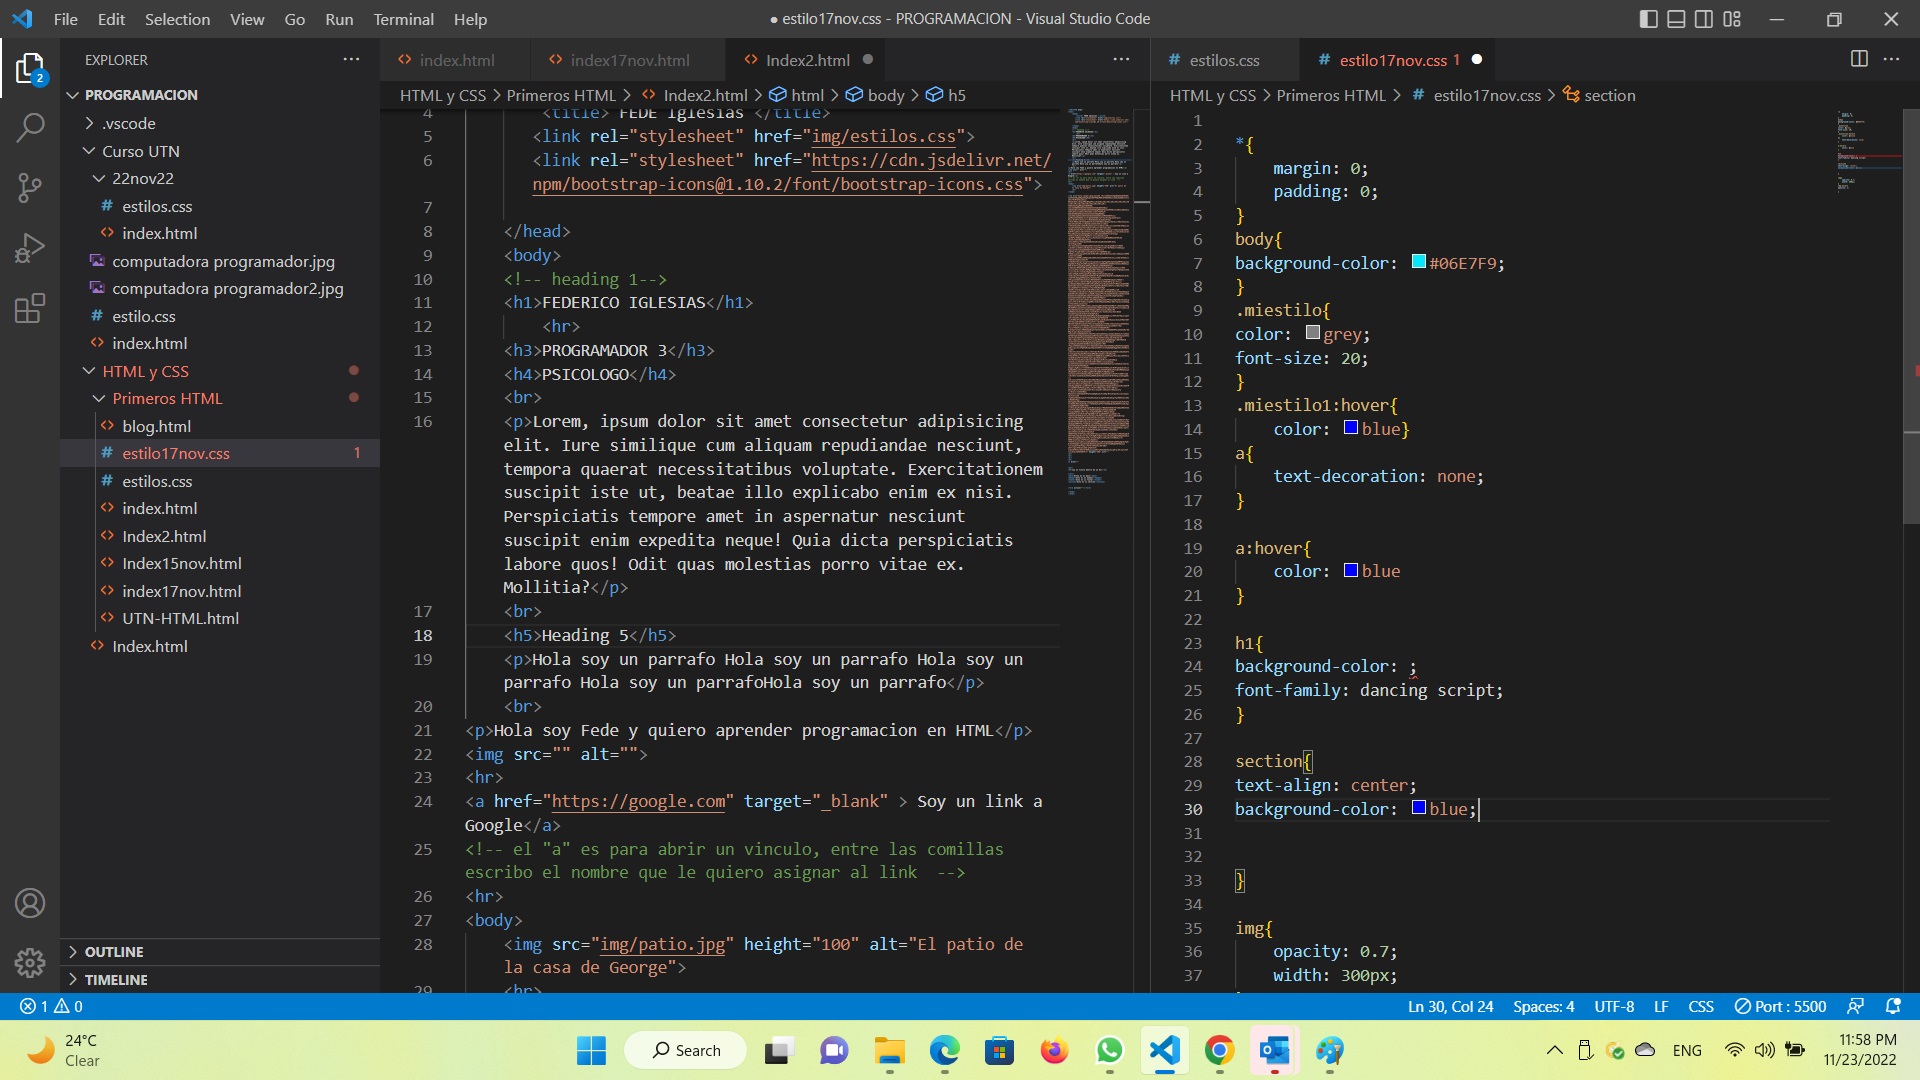 File Edit Selection View Go Run Terminal Help
● estilo17nov.css - PROGRAMACION - Visual Studio Code
EXPLORER
PROGRAMACION
.vscode
Curso UTN
22nov22
# estilos.css
<> index.html
computadora programador.jpg
computadora programador2.jpg
# estilo.css
<> index.html
HTML y CSS
Primeros HTML
<> blog.html
# estilo17nov.css 1
# estilos.css
<> index.html
<> Index2.html
<> Index15nov.html
<> index17nov.html
<> UTN-HTML.html
<> Index.html
OUTLINE
TIMELINE
<> index.html <> index17nov.html <> Index2.html ●
HTML y CSS > Primeros HTML > <> Index2.html > html > body > h5
4 <title> FEDE Iglesias </title>
5 <link rel="stylesheet" href="img/estilos.css">
6 <link rel="stylesheet" href="https://cdn.jsdelivr.net/
npm/bootstrap-icons@1.10.2/font/bootstrap-icons.css">
7
8 </head>
9 <body>
10 <!-- heading 1-->
11 <h1>FEDERICO IGLESIAS</h1>
12 <hr>
13 <h3>PROGRAMADOR 3</h3>
14 <h4>PSICOLOGO</h4>
15 <br>
16 <p>Lorem, ipsum dolor sit amet consectetur adipisicing
elit. Iure similique cum aliquam repudiandae nesciunt,
tempora quaerat necessitatibus voluptate. Exercitationem
suscipit iste ut, beatae illo explicabo enim ex nisi.
Perspiciatis tempore amet in aspernatur nesciunt
suscipit enim expedita neque! Quia dicta perspiciatis
labore quos! Odit quas molestias porro vitae ex.
Mollitia?</p>
17 <br>
18 <h5>Heading 5</h5>
19 <p>Hola soy un parrafo Hola soy un parrafo Hola soy un
parrafo Hola soy un parrafoHola soy un parrafo</p>
20 <br>
21 <p>Hola soy Fede y quiero aprender programacion en HTML</p>
22 <img src="" alt="">
23 <hr>
24 <a href="https://google.com" target="_blank" > Soy un link a
Google</a>
25 <!-- el "a" es para abrir un vinculo, entre las comillas
escribo el nombre que le quiero asignar al link  -->
26 <hr>
27 <body>
28 <img src="img/patio.jpg" height="100" alt="El patio de
la casa de George">
29 <hr>
# estilos.css # estilo17nov.css 1 ●
HTML y CSS > Primeros HTML > # estilo17nov.css > section
1
2 *{
3 margin: 0;
4 padding: 0;
5 }
6 body{
7 background-color: #06E7F9;
8 }
9 .miestilo{
10 color: grey;
11 font-size: 20;
12 }
13 .miestilo1:hover{
14 color: blue}
15 a{
16 text-decoration: none;
17 }
18
19 a:hover{
20 color: blue
21 }
22
23 h1{
24 background-color: ;
25 font-family: dancing script;
26 }
27
28 section{
29 text-align: center;
30 background-color: blue;
31
32
33 }
34
35 img{
36 opacity: 0.7;
37 width: 300px;
2
1 0
Ln 30, Col 24 Spaces: 4 UTF-8 LF CSS Port : 5500
24°C
Clear
Search
ENG
11:58 PM
11/23/2022